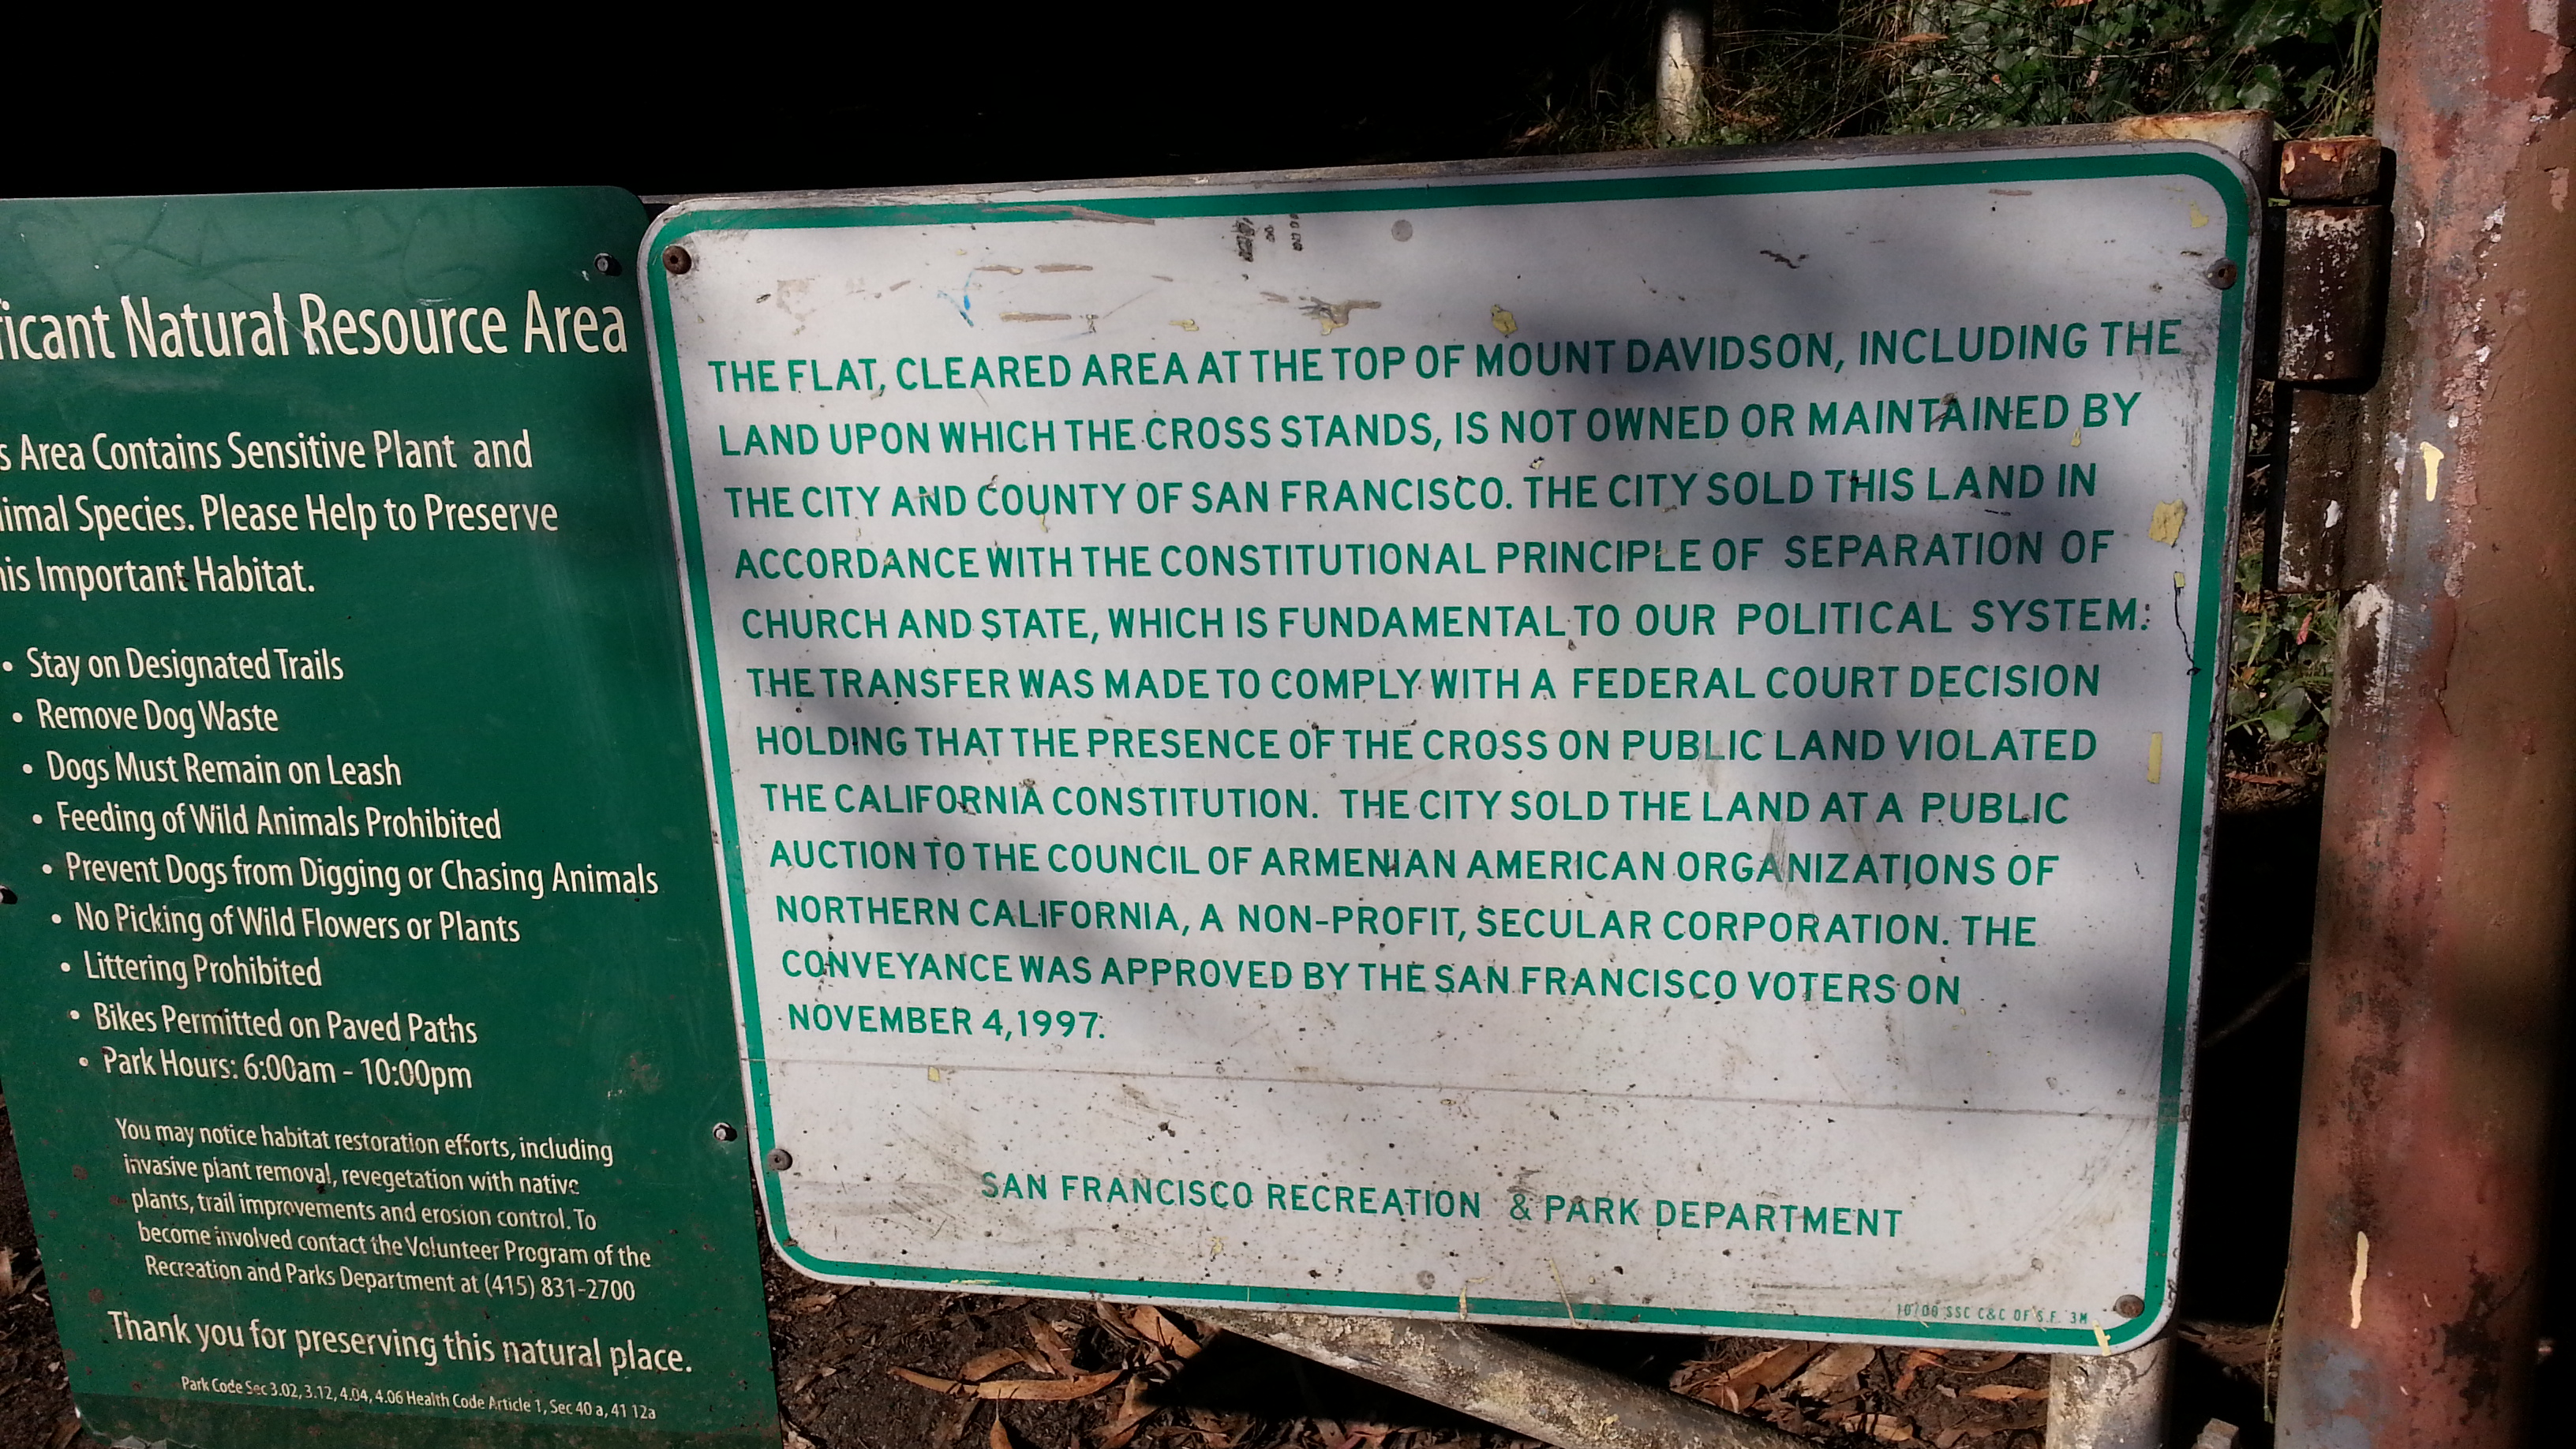 ficant Natural Resource Area
s Area Contains Sensitive Plant and
imal Species. Please Help to Preserve
is Important Habitat.
• Stay on Designated Trails
• Remove Dog Waste
• Dogs Must Remain on Leash
• Feeding of Wild Animals Prohibited
• Prevent Dogs from Digging or Chasing Animals
• No Picking of Wild Flowers or Plants
• Littering Prohibited
• Bikes Permitted on Paved Paths
• Park Hours: 6:00am - 10:00pm
You may notice habitat restoration efforts, including
invasive plant removal, revegetation with native
plants, trail improvements and erosion control. To
become involved contact the Volunteer Program of the
Recreation and Parks Department at (415) 831-2700
Thank you for preserving this natural place.
Park Code Sec 3.02, 3.12, 4.04, 4.06 Health Code Article 1, Sec 40 a, 41 12a
THE FLAT, CLEARED AREA AT THE TOP OF MOUNT DAVIDSON, INCLUDING THE
LAND UPON WHICH THE CROSS STANDS, IS NOT OWNED OR MAINTAINED BY
THE CITY AND COUNTY OF SAN FRANCISCO. THE CITY SOLD THIS LAND IN
ACCORDANCE WITH THE CONSTITUTIONAL PRINCIPLE OF SEPARATION OF
CHURCH AND STATE, WHICH IS FUNDAMENTAL TO OUR POLITICAL SYSTEM.
THE TRANSFER WAS MADE TO COMPLY WITH A FEDERAL COURT DECISION
HOLDING THAT THE PRESENCE OF THE CROSS ON PUBLIC LAND VIOLATED
THE CALIFORNIA CONSTITUTION. THE CITY SOLD THE LAND AT A PUBLIC
AUCTION TO THE COUNCIL OF ARMENIAN AMERICAN ORGANIZATIONS OF
NORTHERN CALIFORNIA, A NON-PROFIT, SECULAR CORPORATION. THE
CONVEYANCE WAS APPROVED BY THE SAN FRANCISCO VOTERS ON
NOVEMBER 4, 1997.
SAN FRANCISCO RECREATION & PARK DEPARTMENT
10/00 SSC C&C OF S.F. 3M